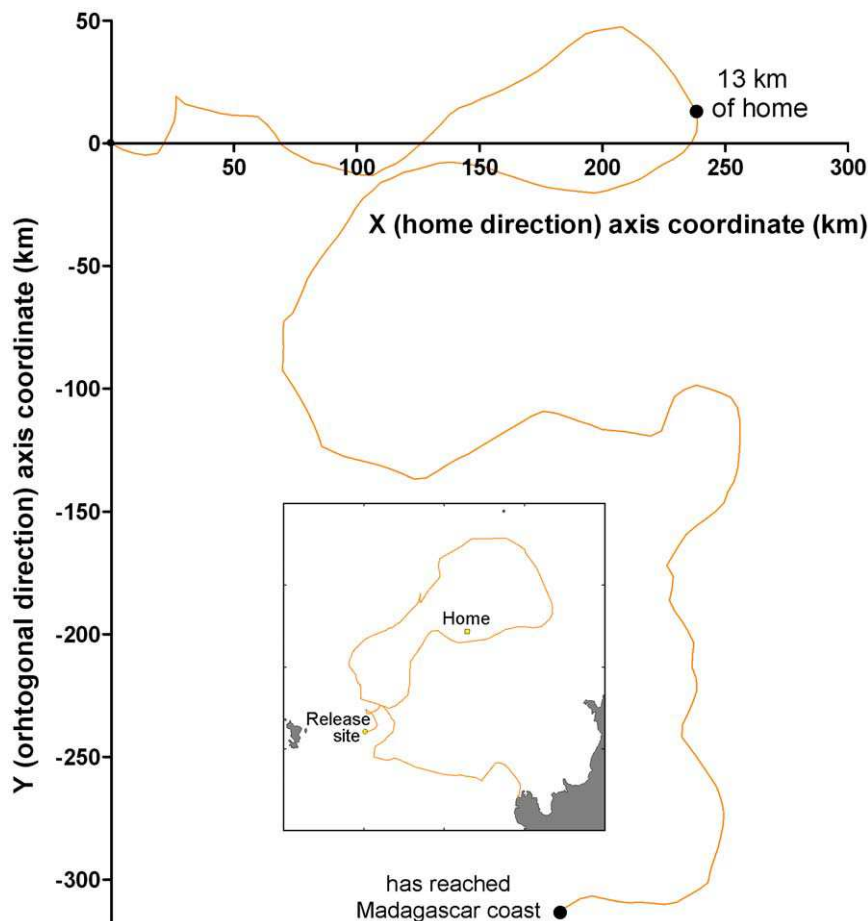 50
13 km
of home
0
50
100
150
200
250
300
X (home direction) axis coordinate (km)
-50
-100
-150
-200
-250
-300
Y (orhtogonal direction) axis coordinate (km)
Home
Release
site
has reached
Madagascar coast